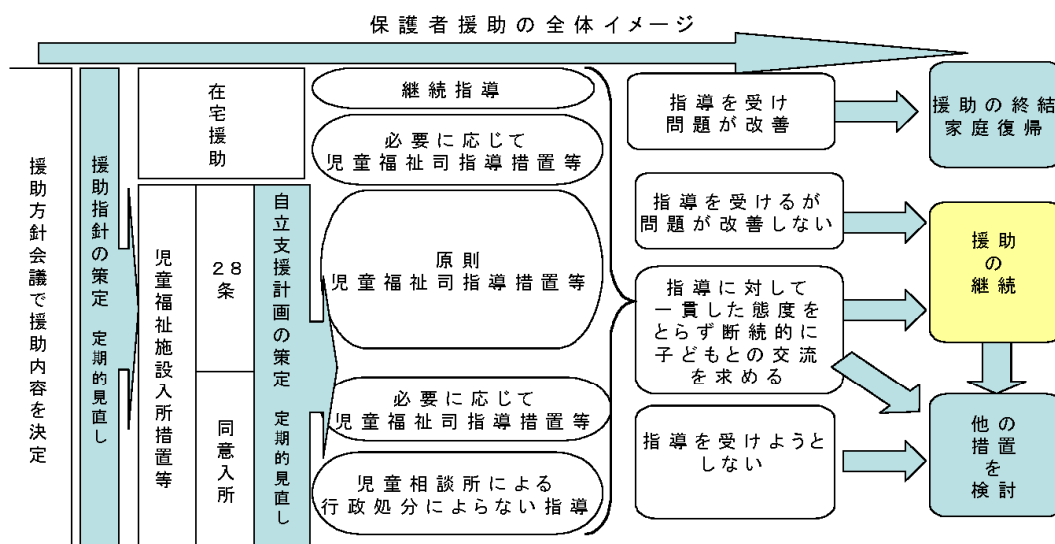 保護者援助の全体イメージ
援助方針会議で援助内容を決定
援助指針の策定 定期的見直し
在宅援助
児童福祉施設入所措置等
28条
同意入所
自立支援計画の策定 定期的見直し
継続指導
必要に応じて
児童福祉司指導措置等
原則
児童福祉司指導措置等
必要に応じて
児童福祉司指導措置等
児童相談所による
行政処分によらない指導
指導を受け
問題が改善
指導を受けるが
問題が改善しない
指導に対して
一貫した態度を
とらず断続的に
子どもとの交流
を求める
指導を受けようと
しない
援助の終結
家庭復帰
援助
の
継続
他の
措置
を
検討